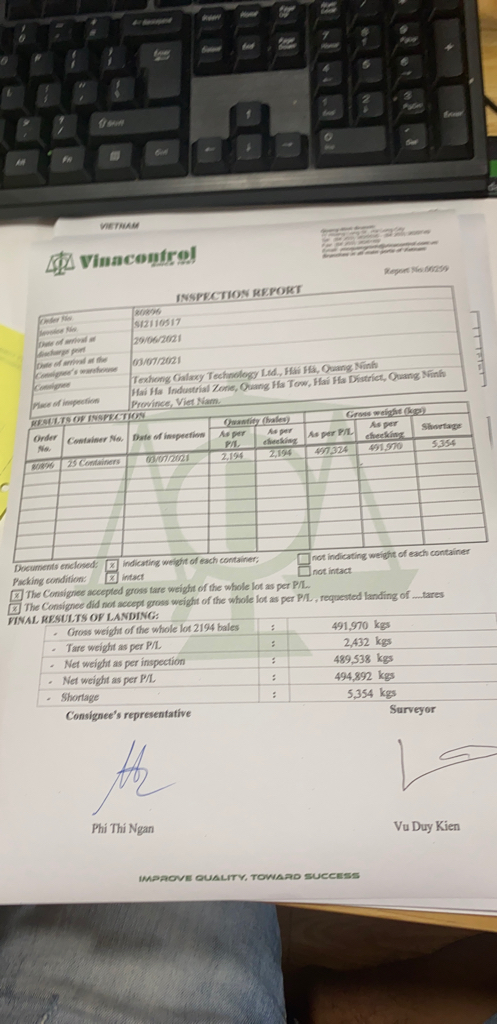 VIETNAM
Vinacontrol
Report No:00259
INSPECTION REPORT
Order No. 80896
Invoice No. SI2110517
Date of arrival at discharge port 29/06/2021
Date of arrival at the Consignee's warehouse 03/07/2021
Consignee Texhong Galaxy Technology Ltd., Hải Hà, Quang Ninh
Place of inspection Hai Ha Industrial Zone, Quang Ha Tow, Hai Ha District, Quang Ninh
Province, Viet Nam.
RESULTS OF INSPECTION
Quantity (bales) Gross weight (kgs)
Order No. Container No. Date of inspection As per P/L As per checking As per P/L As per checking Shortage
80896 25 Containers 03/07/2021 2,194 2,194 497,324 491,970 5,354
Documents enclosed: x indicating weight of each container; not indicating weight of each container
Packing condition: x intact not intact
x The Consignee accepted gross tare weight of the whole lot as per P/L.
x The Consignee did not accept gross weight of the whole lot as per P/L , requested landing of ....tares
FINAL RESULTS OF LANDING:
- Gross weight of the whole lot 2194 bales : 491,970 kgs
- Tare weight as per P/L : 2,432 kgs
- Net weight as per inspection : 489,538 kgs
- Net weight as per P/L : 494,892 kgs
- Shortage : 5,354 kgs
Consignee's representative Surveyor
Phi Thi Ngan Vu Duy Kien
IMPROVE QUALITY, TOWARD SUCCESS